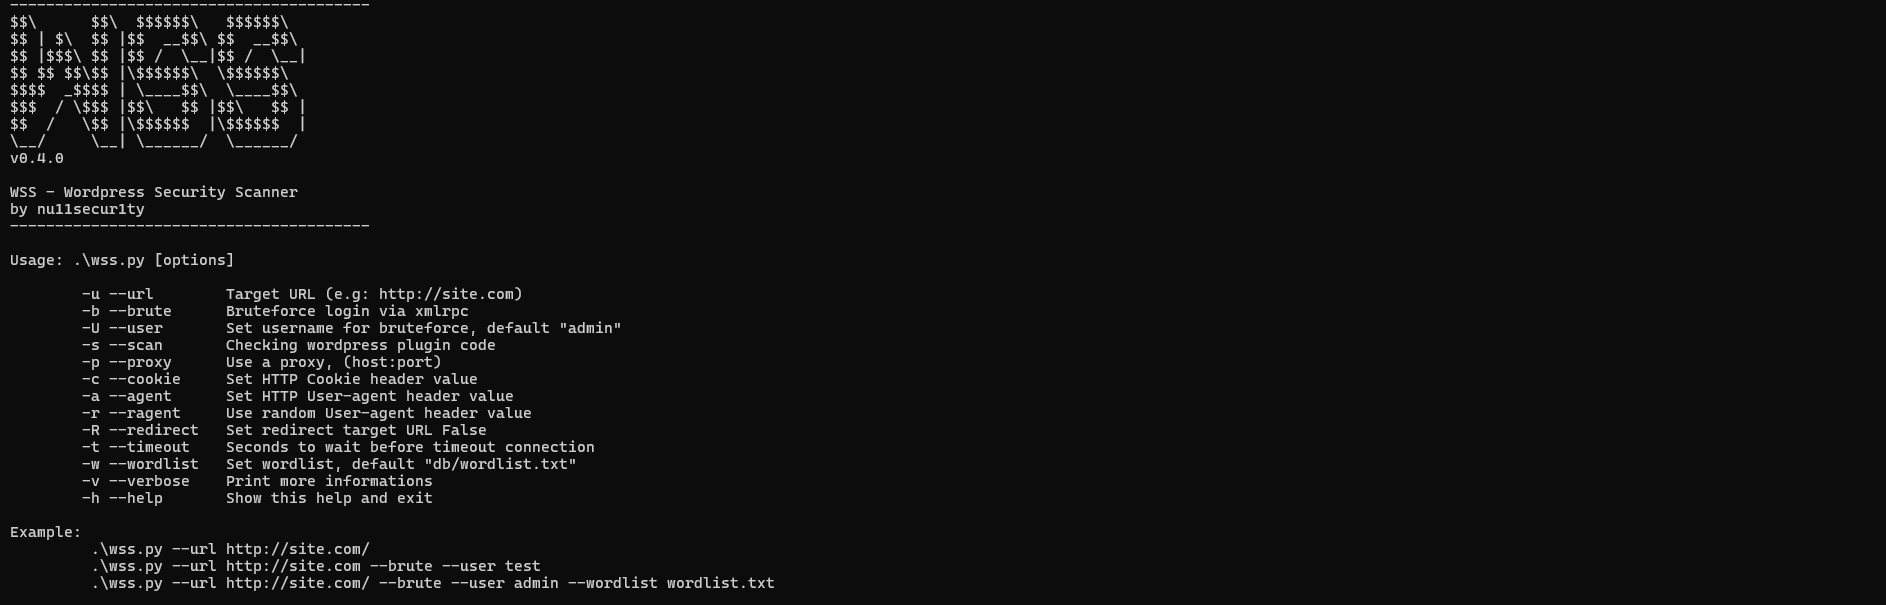 ----------------------------------------
$$\      $$\  $$$$$$\   $$$$$$\
$$ | $\  $$ |$$  __$$\ $$  __$$\
$$ |$$$\ $$ |$$ /  \__|$$ /  \__|
$$ $$ $$\$$ |\$$$$$$\  \$$$$$$\
$$$$  _$$$$ | \____$$\  \____$$\
$$$  / \$$$ |$$\   $$ |$$\   $$ |
$$  /   \$$ |\$$$$$$  |\$$$$$$  |
\__/     \__| \______/  \______/
v0.4.0
WSS - Wordpress Security Scanner
by nu11secur1ty
----------------------------------------
Usage: .\wss.py [options]
-u --url        Target URL (e.g: http://site.com)
-b --brute      Bruteforce login via xmlrpc
-U --user       Set username for bruteforce, default "admin"
-s --scan       Checking wordpress plugin code
-p --proxy      Use a proxy, (host:port)
-c --cookie     Set HTTP Cookie header value
-a --agent      Set HTTP User-agent header value
-r --ragent     Use random User-agent header value
-R --redirect   Set redirect target URL False
-t --timeout    Seconds to wait before timeout connection
-w --wordlist   Set wordlist, default "db/wordlist.txt"
-v --verbose    Print more informations
-h --help       Show this help and exit
Example:
.\wss.py --url http://site.com/
.\wss.py --url http://site.com --brute --user test
.\wss.py --url http://site.com/ --brute --user admin --wordlist wordlist.txt